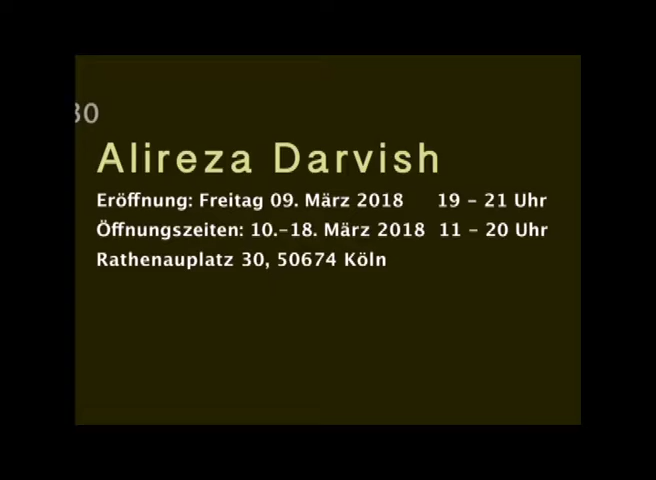 30
Alireza Darvish
Eröffnung: Freitag 09. März 2018 19 - 21 Uhr
Öffnungszeiten: 10.-18. März 2018 11 - 20 Uhr
Rathenauplatz 30, 50674 Köln